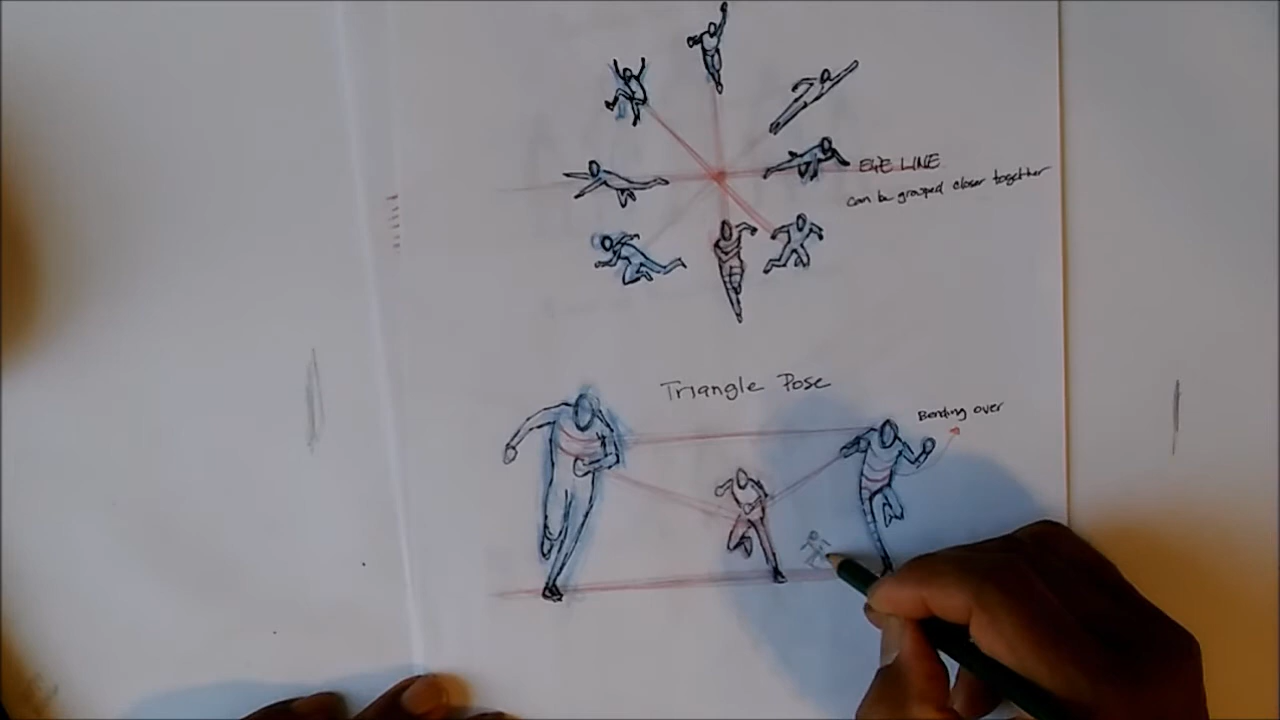 EYE LINE
can be grouped closer together
Triangle Pose
Bending over